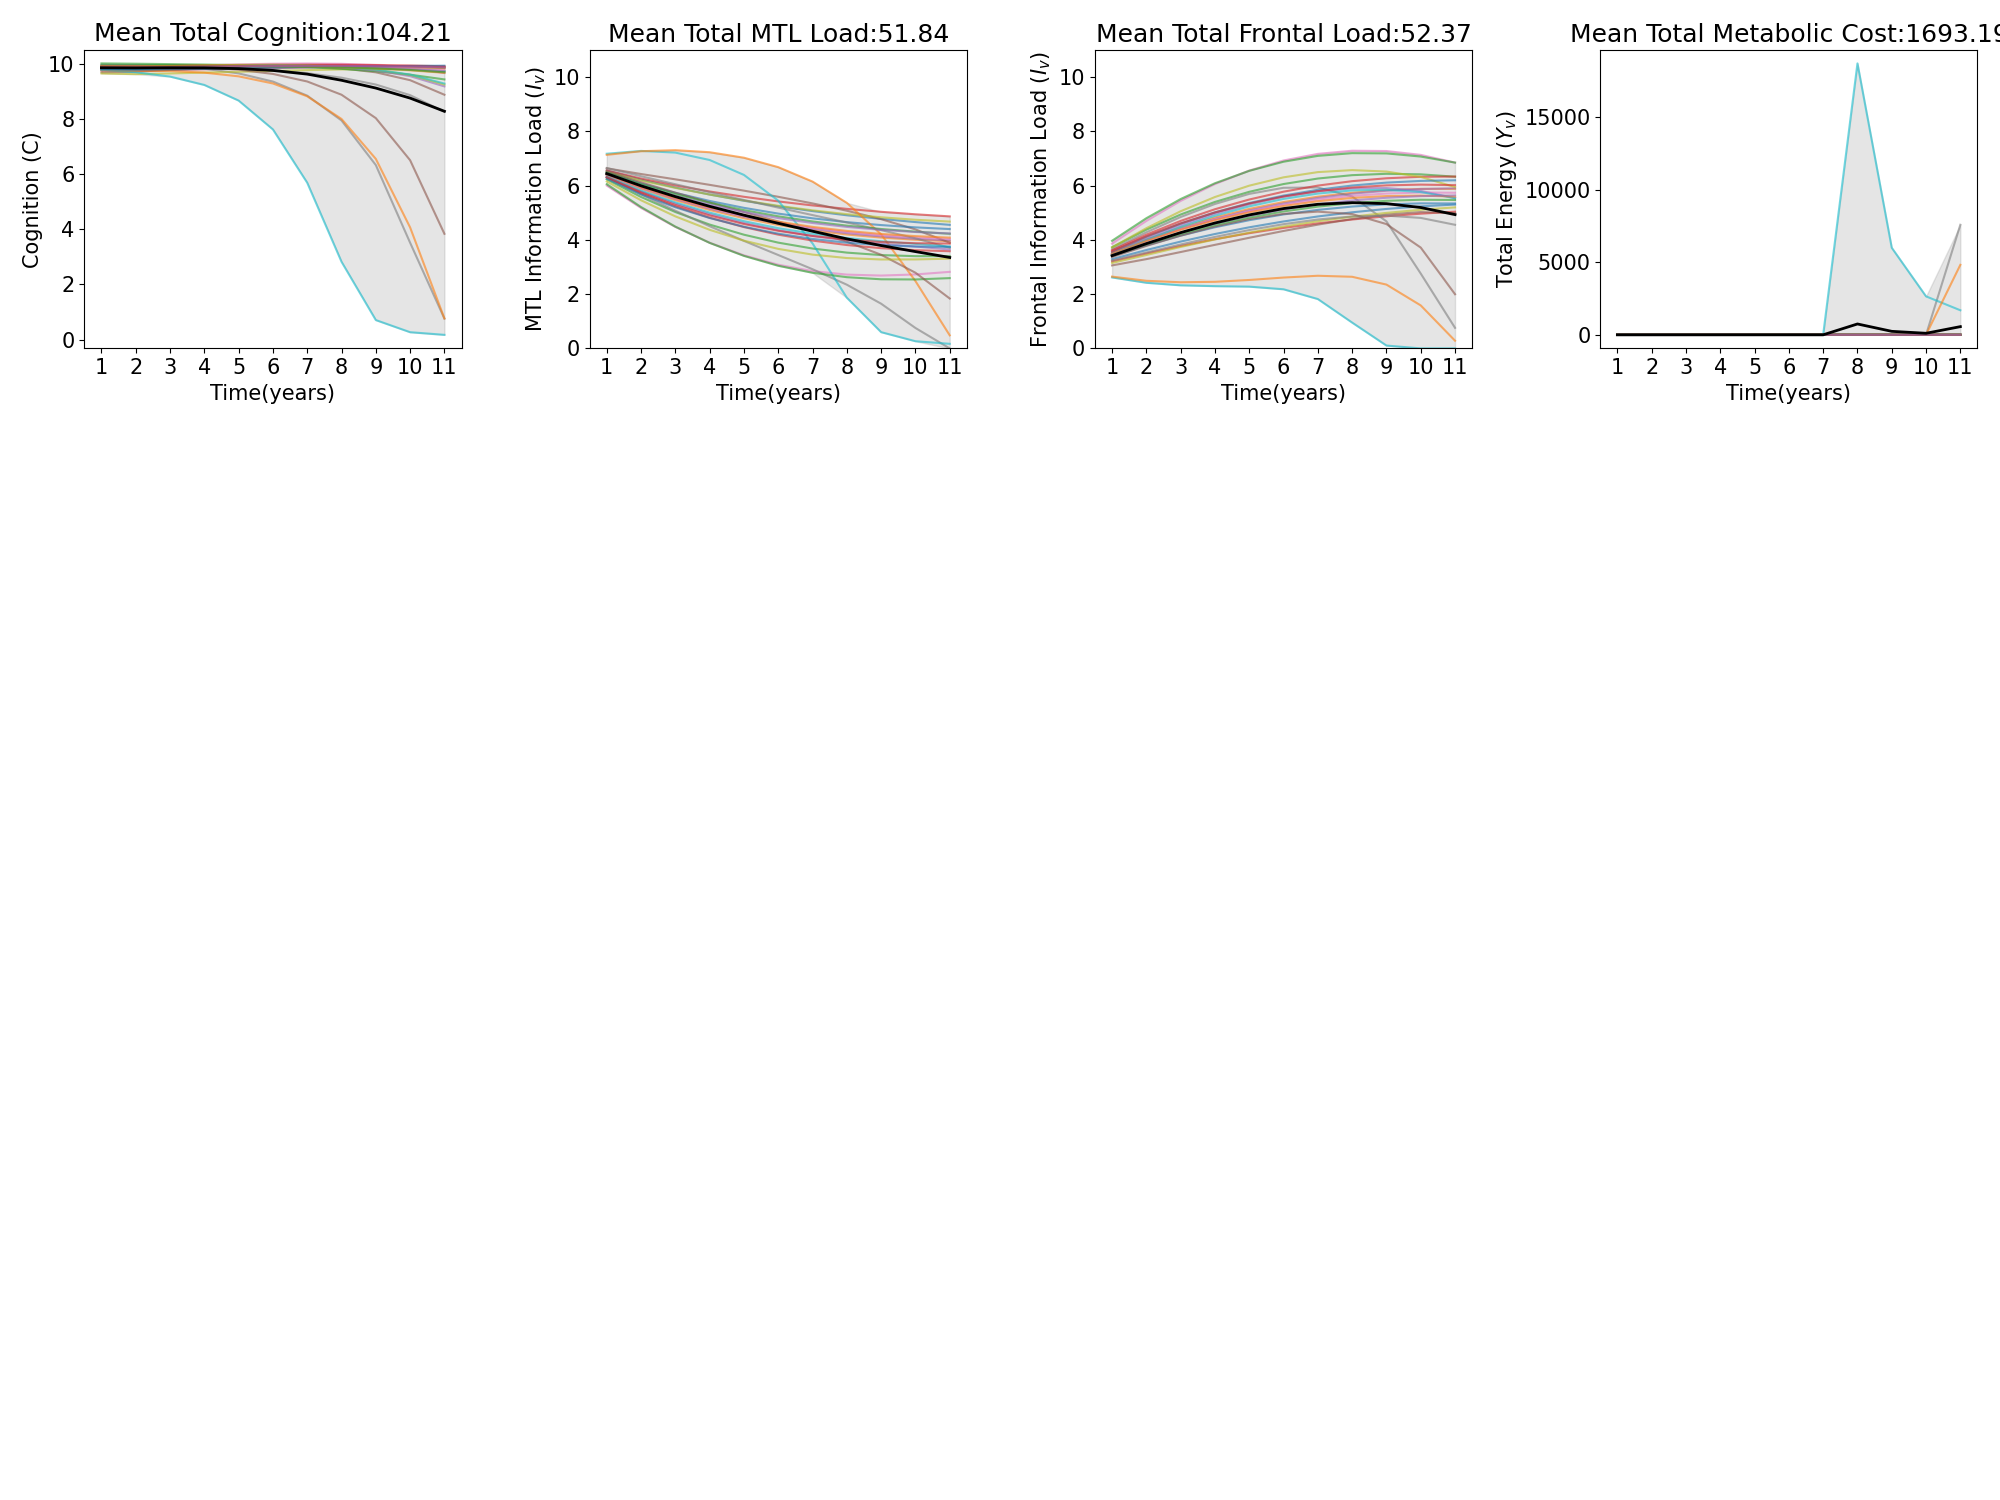 Mean Total Cognition:104.21
Cognition (C)
10
8
6
4
2
0
1 2 3 4 5 6 7 8 9 10 11
Time(years)
Mean Total MTL Load:51.84
MTL Information Load (Iv)
10
8
6
4
2
0
1 2 3 4 5 6 7 8 9 10 11
Time(years)
Mean Total Frontal Load:52.37
Frontal Information Load (Iv)
10
8
6
4
2
0
1 2 3 4 5 6 7 8 9 10 11
Time(years)
Mean Total Metabolic Cost:1693.19
Total Energy (Yv)
15000
10000
5000
0
1 2 3 4 5 6 7 8 9 10 11
Time(years)